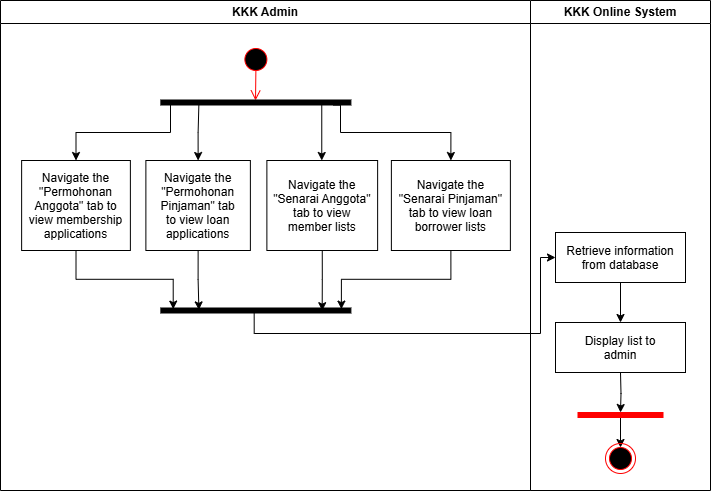 KKK Admin
KKK Online System
Navigate the
"Permohonan
Anggota" tab to
view membership
applications
Navigate the
"Permohonan
Pinjaman" tab
to view loan
applications
Navigate the
"Senarai Anggota"
tab to view
member lists
Navigate the
"Senarai Pinjaman"
tab to view loan
borrower lists
Retrieve information
from database
Display list to
admin